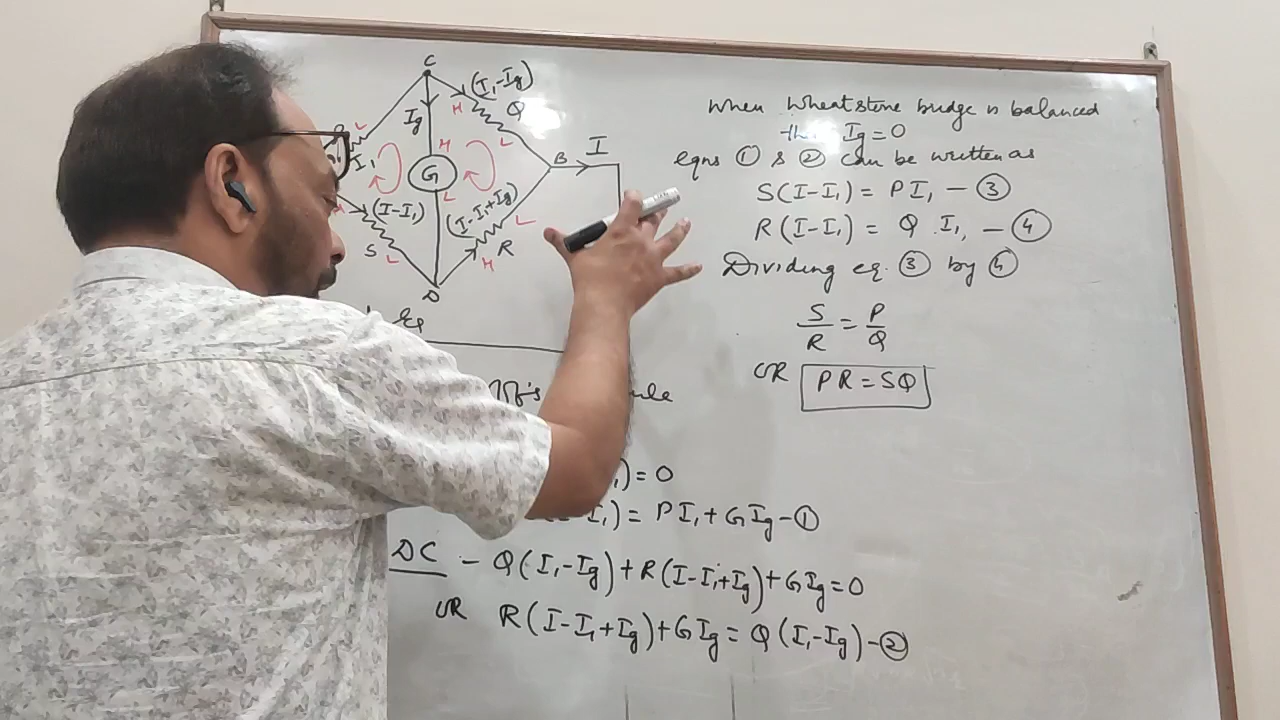 C
(I₁-Ig)
H
Q
Ig
H
L
L
I₁
H
G
L
B
I
(I-I₁)
(I-I₁+Ig)
L
S
L
R
H
D
When Wheatstone bridge is balanced
Ig=0
eqns ① & ② can be written as
S(I-I₁) = PI₁ - ③
R(I-I₁) = Q I₁, - ④
Dividing eq. ③ by ④
S/R = P/Q
OR PR = SQ
)=0
I₁) = PI₁+GIg-①
DC - Q(I₁-Ig)+R(I-I₁+Ig)+GIg=0
OR R(I-I₁+Ig)+GIg = Q(I₁-Ig)-②